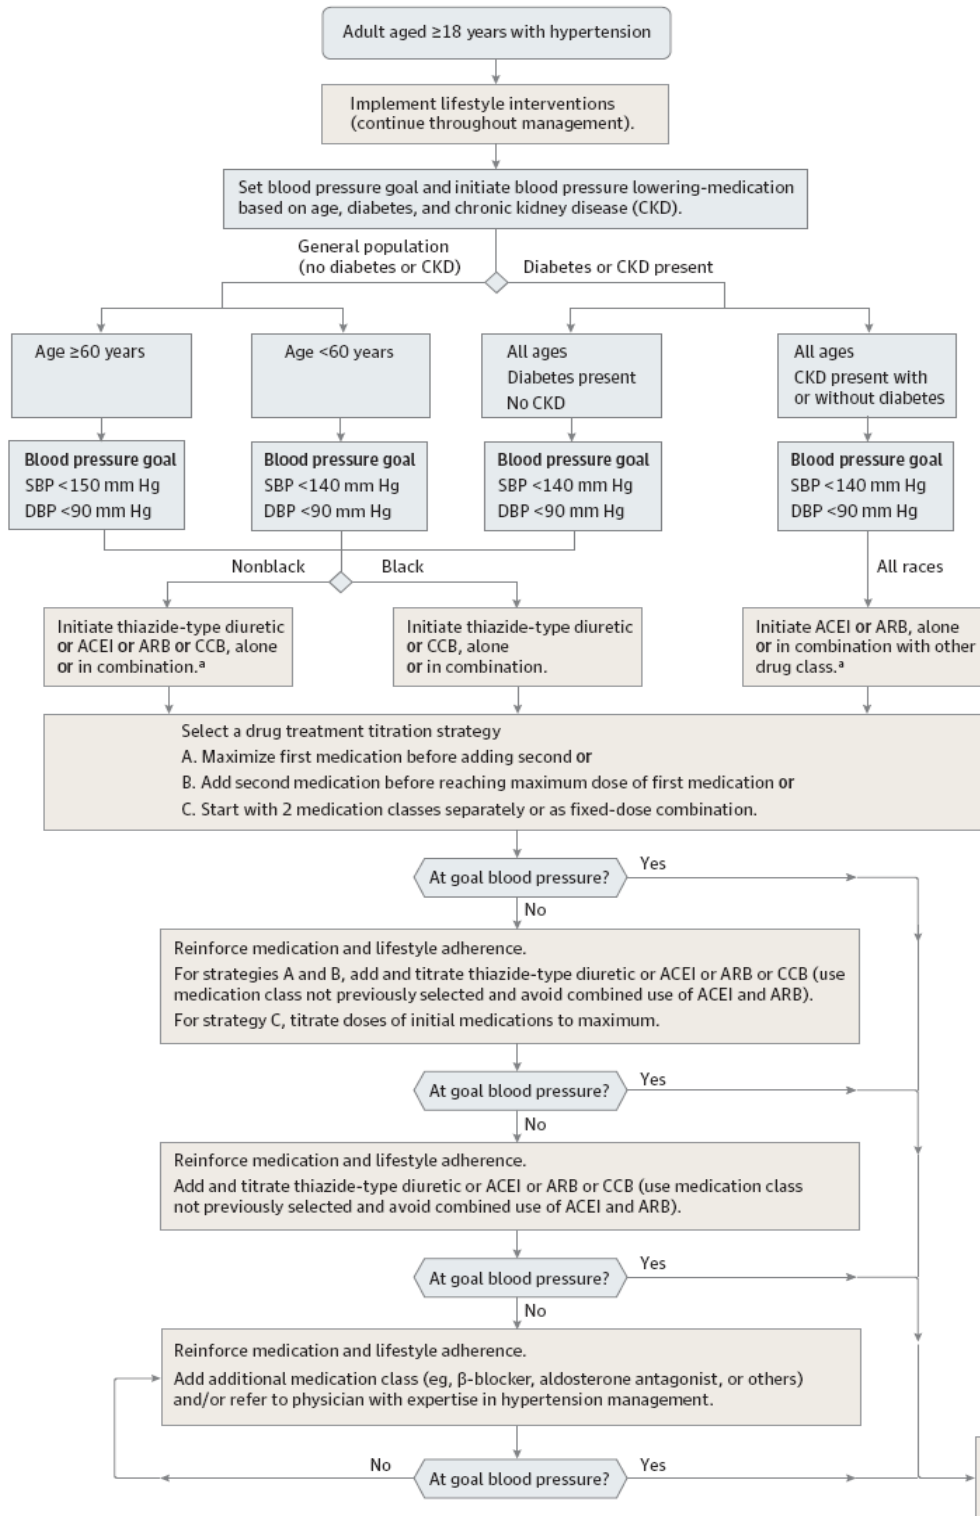 Adult aged ≥18 years with hypertension
Implement lifestyle interventions
(continue throughout management).
Set blood pressure goal and initiate blood pressure lowering-medication
based on age, diabetes, and chronic kidney disease (CKD).
General population
(no diabetes or CKD)
Diabetes or CKD present
Age ≥60 years
Age <60 years
All ages
Diabetes present
No CKD
All ages
CKD present with
or without diabetes
Blood pressure goal
SBP <150 mm Hg
DBP <90 mm Hg
Blood pressure goal
SBP <140 mm Hg
DBP <90 mm Hg
Blood pressure goal
SBP <140 mm Hg
DBP <90 mm Hg
Blood pressure goal
SBP <140 mm Hg
DBP <90 mm Hg
Nonblack
Black
All races
Initiate thiazide-type diuretic
or ACEI or ARB or CCB, alone
or in combination.ᵃ
Initiate thiazide-type diuretic
or CCB, alone
or in combination.
Initiate ACEI or ARB, alone
or in combination with other
drug class.ᵃ
Select a drug treatment titration strategy
A. Maximize first medication before adding second or
B. Add second medication before reaching maximum dose of first medication or
C. Start with 2 medication classes separately or as fixed-dose combination.
At goal blood pressure?
Yes
No
Reinforce medication and lifestyle adherence.
For strategies A and B, add and titrate thiazide-type diuretic or ACEI or ARB or CCB (use
medication class not previously selected and avoid combined use of ACEI and ARB).
For strategy C, titrate doses of initial medications to maximum.
At goal blood pressure?
Yes
No
Reinforce medication and lifestyle adherence.
Add and titrate thiazide-type diuretic or ACEI or ARB or CCB (use medication class
not previously selected and avoid combined use of ACEI and ARB).
At goal blood pressure?
Yes
No
Reinforce medication and lifestyle adherence.
Add additional medication class (eg, β-blocker, aldosterone antagonist, or others)
and/or refer to physician with expertise in hypertension management.
No
At goal blood pressure?
Yes